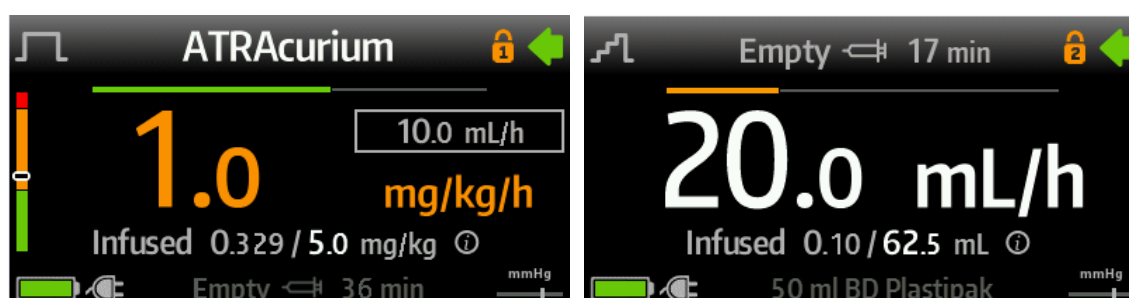 ATRAcurium 1
10.0 mL/h
1.0 mg/kg/h
Infused 0.329 / 5.0 mg/kg i
Empty 36 min
mmHg
Empty 17 min 2
20.0 mL/h
Infused 0.10 / 62.5 mL i
50 ml BD Plastipak
mmHg